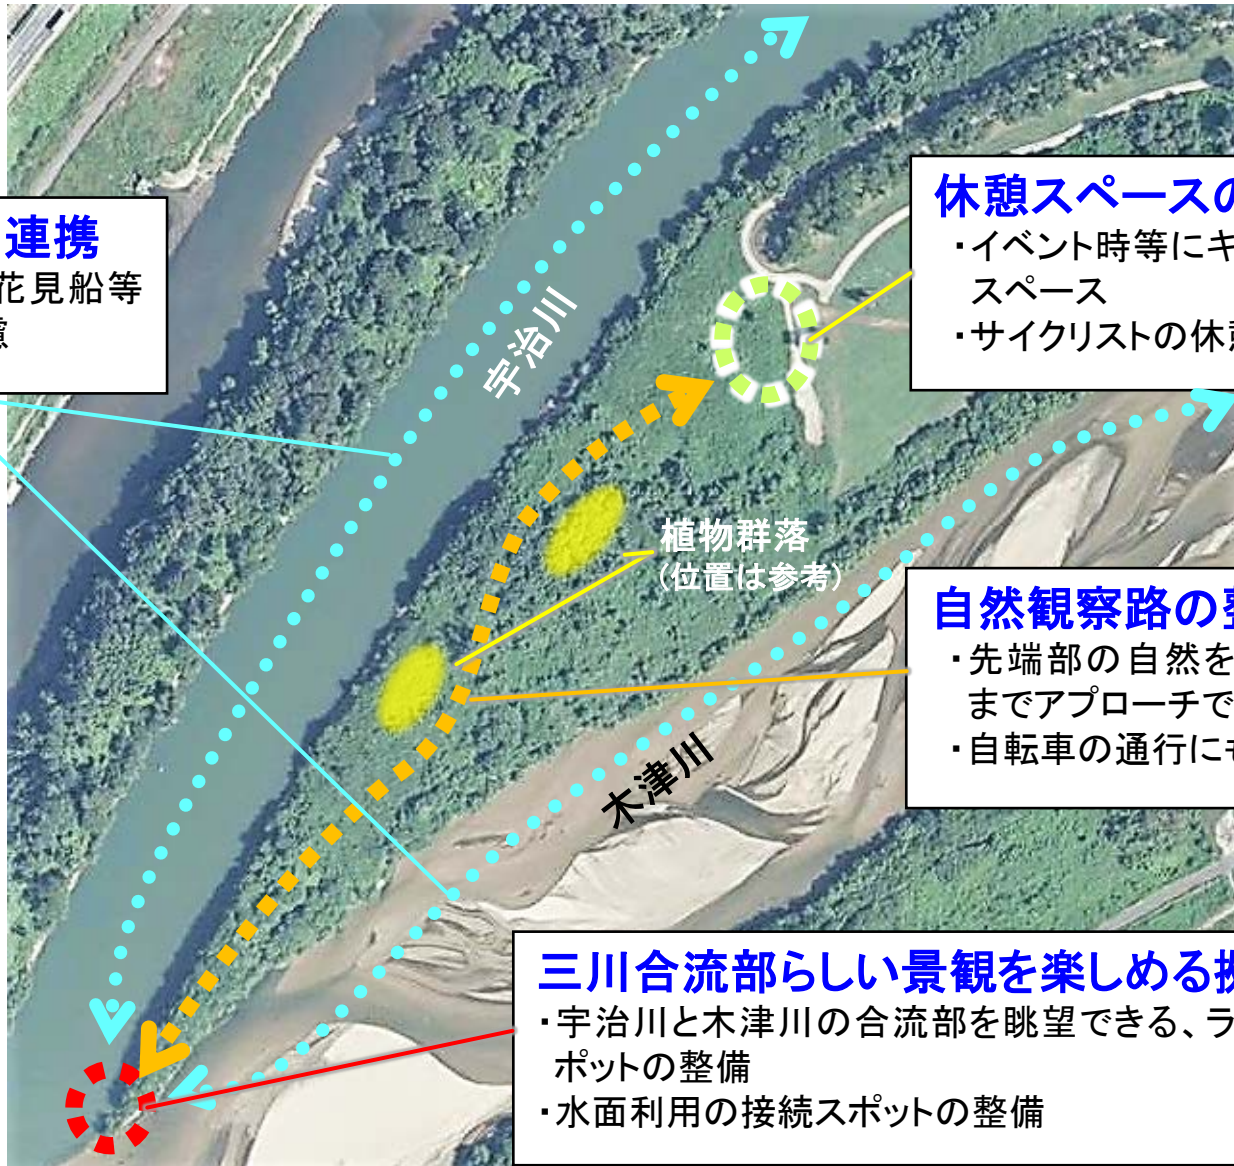 連携
花見船等
慮
宇治川
休憩スペースの
・イベント時等にキ
スペース
・サイクリストの休憩
植物群落
(位置は参考)
自然観察路の整
・先端部の自然を
までアプローチで
・自転車の通行にも
木津川
三川合流部らしい景観を楽しめる拠
・宇治川と木津川の合流部を眺望できる、ラ
ポットの整備
・水面利用の接続スポットの整備